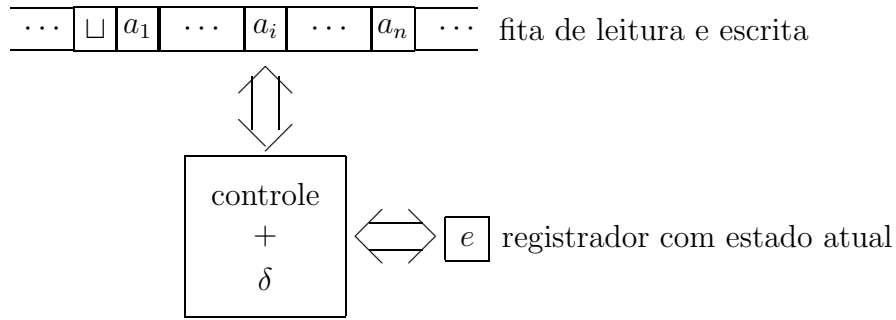 ⋯ ⊔ a₁ ⋯ aᵢ ⋯ aₙ ⋯ fita de leitura e escrita
controle
+
δ
e registrador com estado atual